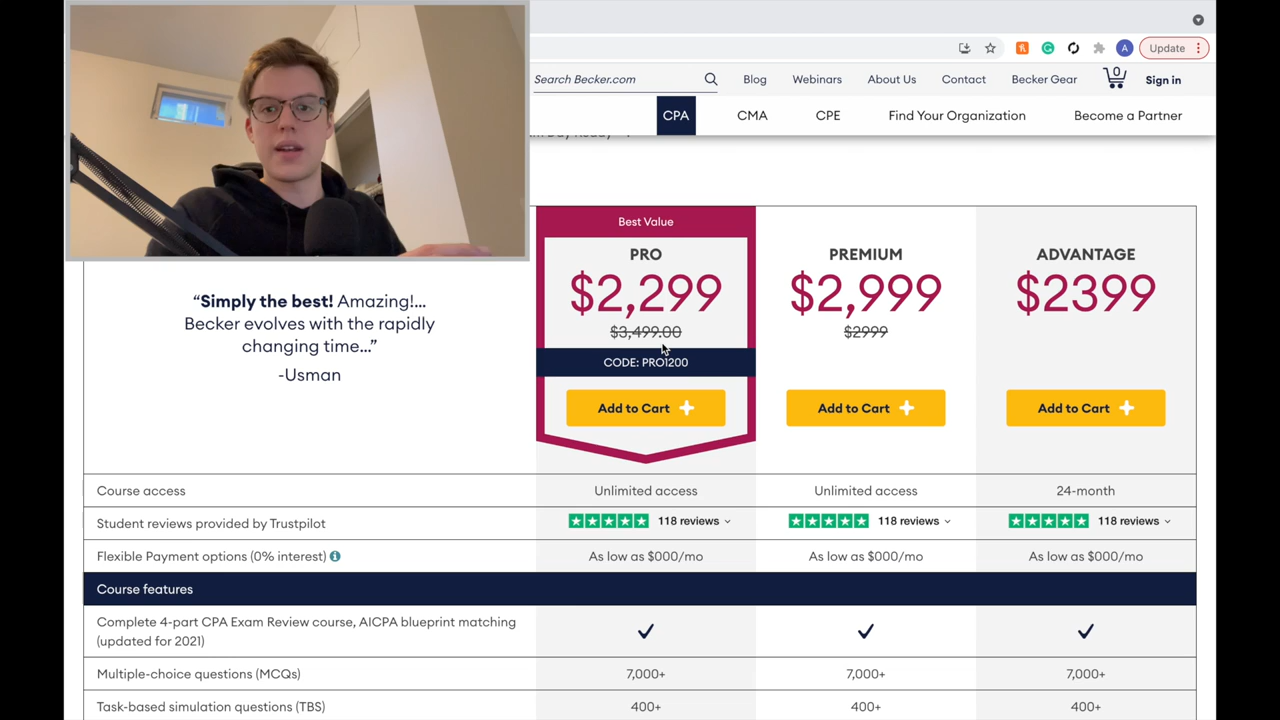 A
Update
Search Becker.com
Blog
Webinars
About Us
Contact
Becker Gear
0
Sign in
CPA
CMA
CPE
Find Your Organization
Become a Partner
Best Value
PRO
PREMIUM
ADVANTAGE
$2,299
$2,999
$2399
$3,499.00
$2999
CODE: PRO1200
"Simply the best! Amazing!...
Becker evolves with the rapidly
changing time..."
-Usman
Add to Cart +
Add to Cart +
Add to Cart +
Course access
Unlimited access
Unlimited access
24-month
Student reviews provided by Trustpilot
118 reviews
118 reviews
118 reviews
Flexible Payment options (0% interest) i
As low as $000/mo
As low as $000/mo
As low as $000/mo
Course features
Complete 4-part CPA Exam Review course, AICPA blueprint matching
(updated for 2021)
Multiple-choice questions (MCQs)
7,000+
7,000+
7,000+
Task-based simulation questions (TBS)
400+
400+
400+